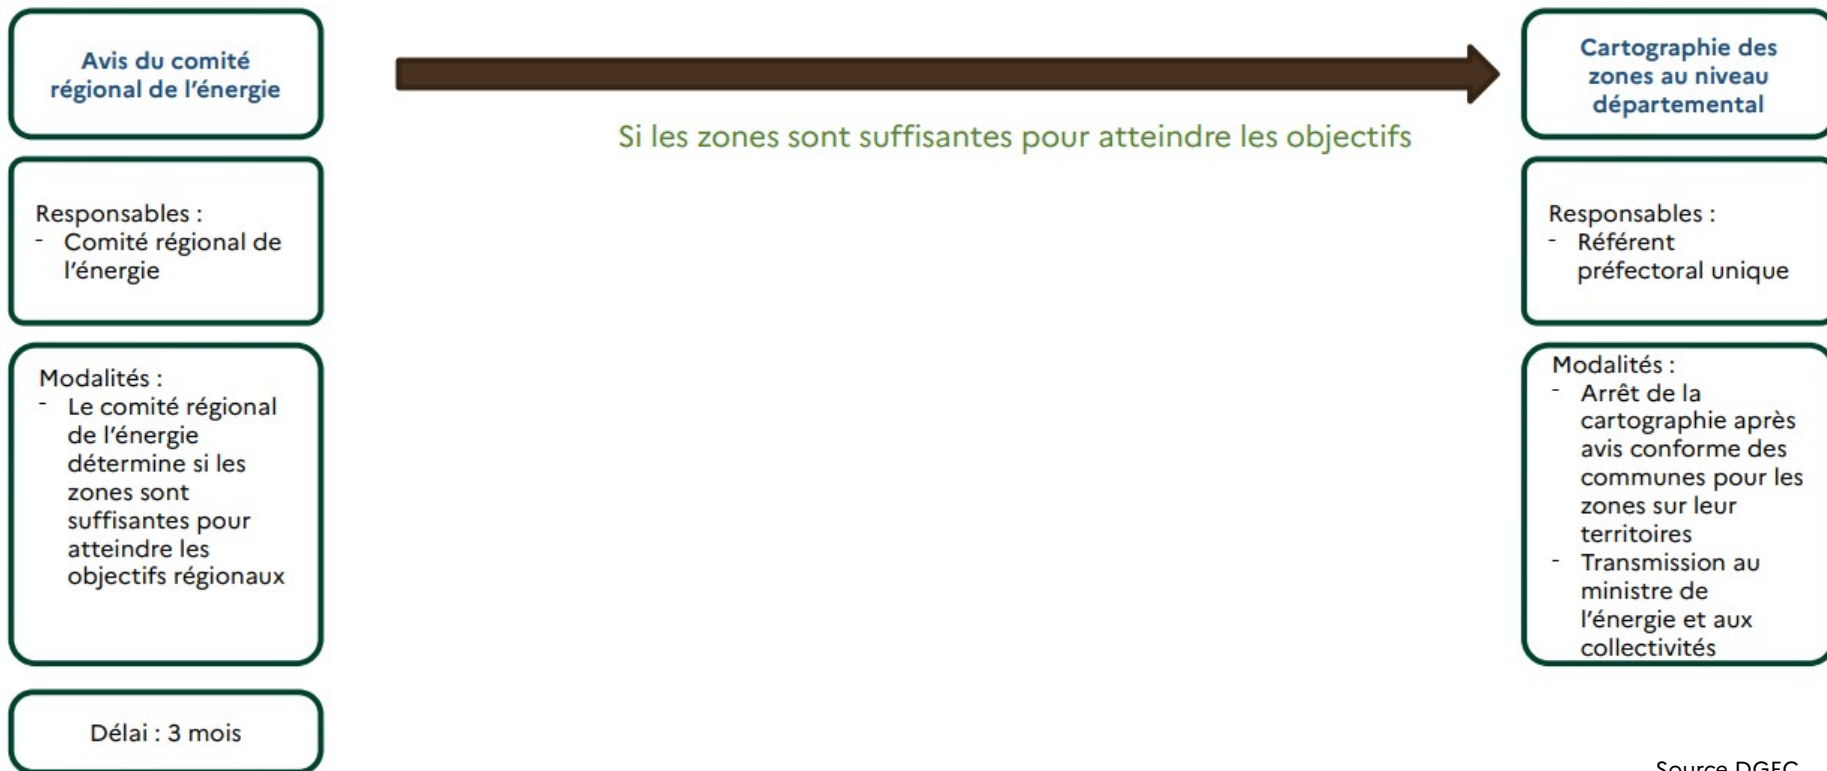 Avis du comité
régional de l'énergie
Si les zones sont suffisantes pour atteindre les objectifs
Cartographie des
zones au niveau
départemental
Responsables :
- Comité régional de
l'énergie
Responsables :
- Référent
préfectoral unique
Modalités :
- Le comité régional
de l'énergie
détermine si les
zones sont
suffisantes pour
atteindre les
objectifs régionaux
Modalités :
- Arrêt de la
cartographie après
avis conforme des
communes pour les
zones sur leur
territoires
- Transmission au
ministre de
l'énergie et aux
collectivités
Délai : 3 mois
Source DGEC